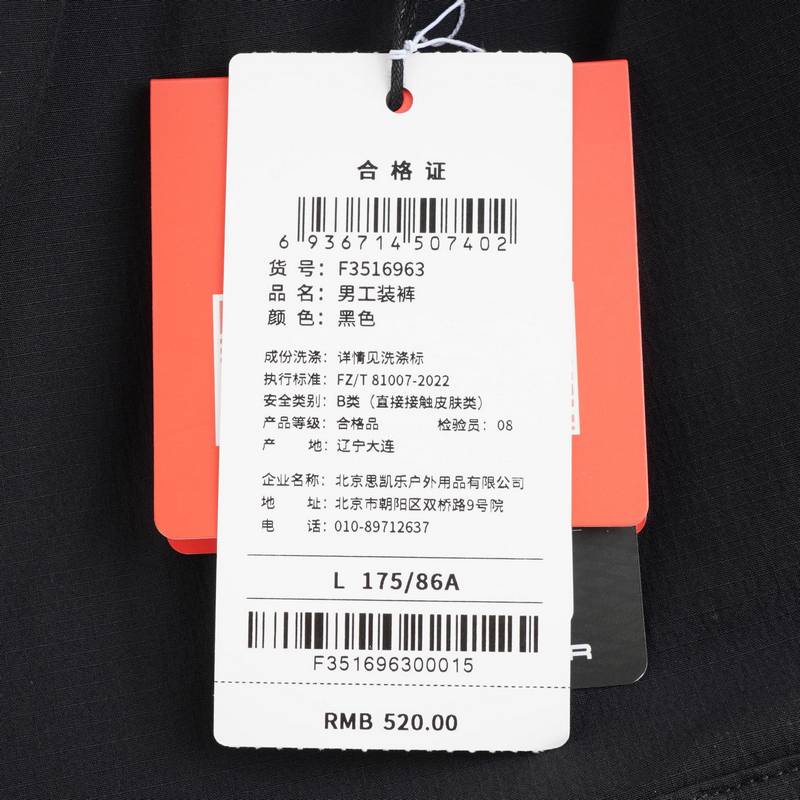 合格证
6 936714 507402
货 号：F3516963
品 名：男工装裤
颜 色：黑色
成份洗涤：详情见洗涤标
执行标准：FZ/T 81007-2022
安全类别：B类（直接接触皮肤类）
产品等级：合格品 检验员：08
产 地：辽宁大连
企业名称：北京思凯乐户外用品有限公司
地 址：北京市朝阳区双桥路9号院
电 话：010-89712637
L 175/86A
F351696300015
RMB 520.00